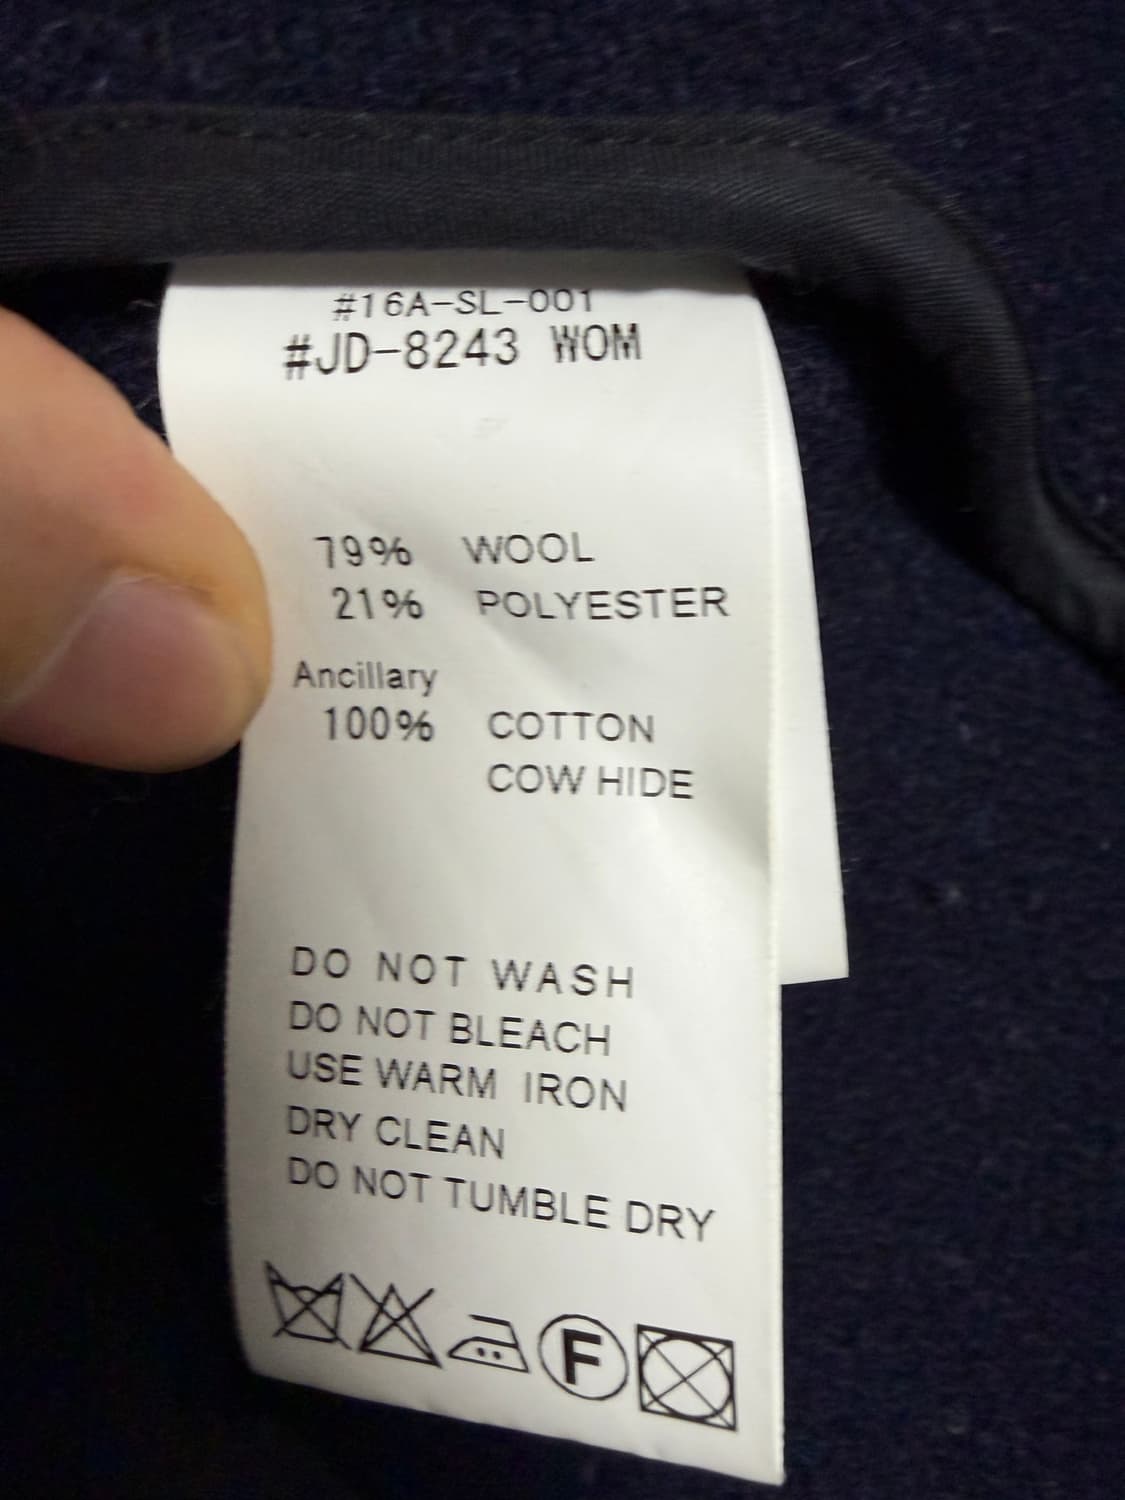 #16A-SL-001
#JD-8243 WOM
79% WOOL
21% POLYESTER
Ancillary
100% COTTON
COW HIDE
DO NOT WASH
DO NOT BLEACH
USE WARM IRON
DRY CLEAN
DO NOT TUMBLE DRY
F